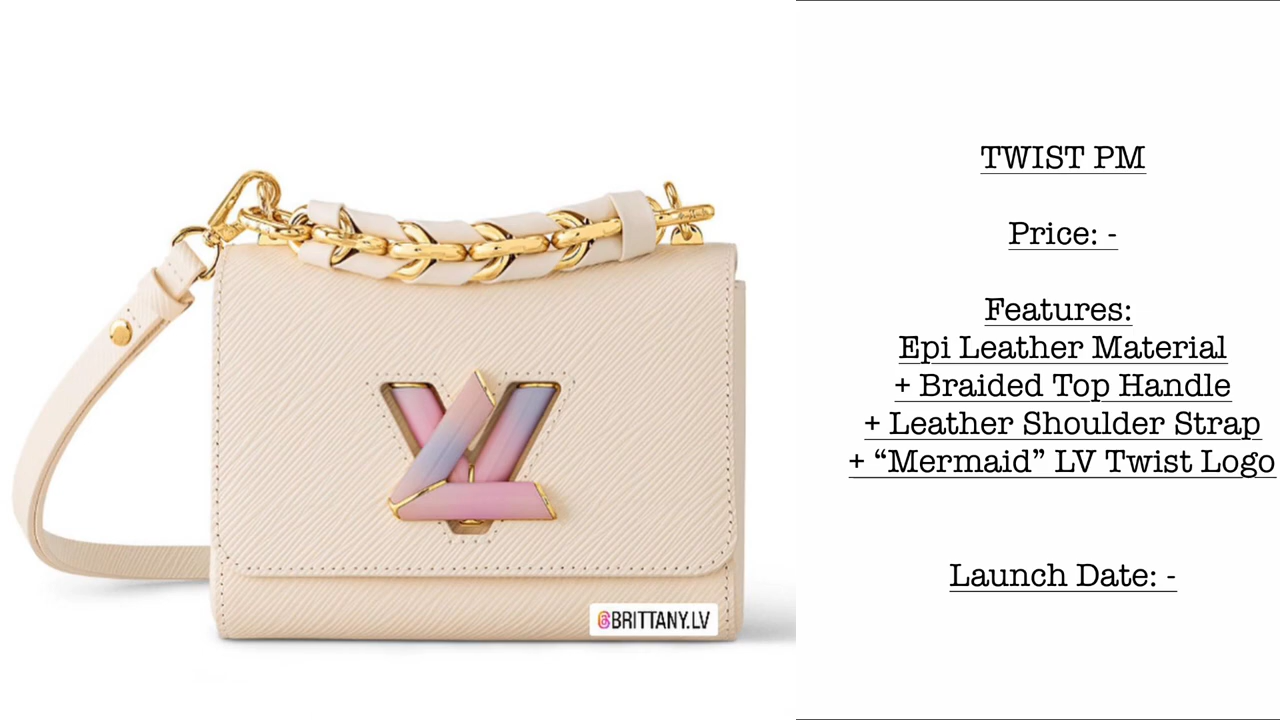 TWIST PM
Price: -
Features:
Epi Leather Material
+ Braided Top Handle
+ Leather Shoulder Strap
+ “Mermaid” LV Twist Logo
Launch Date: -
@BRITTANY.LV